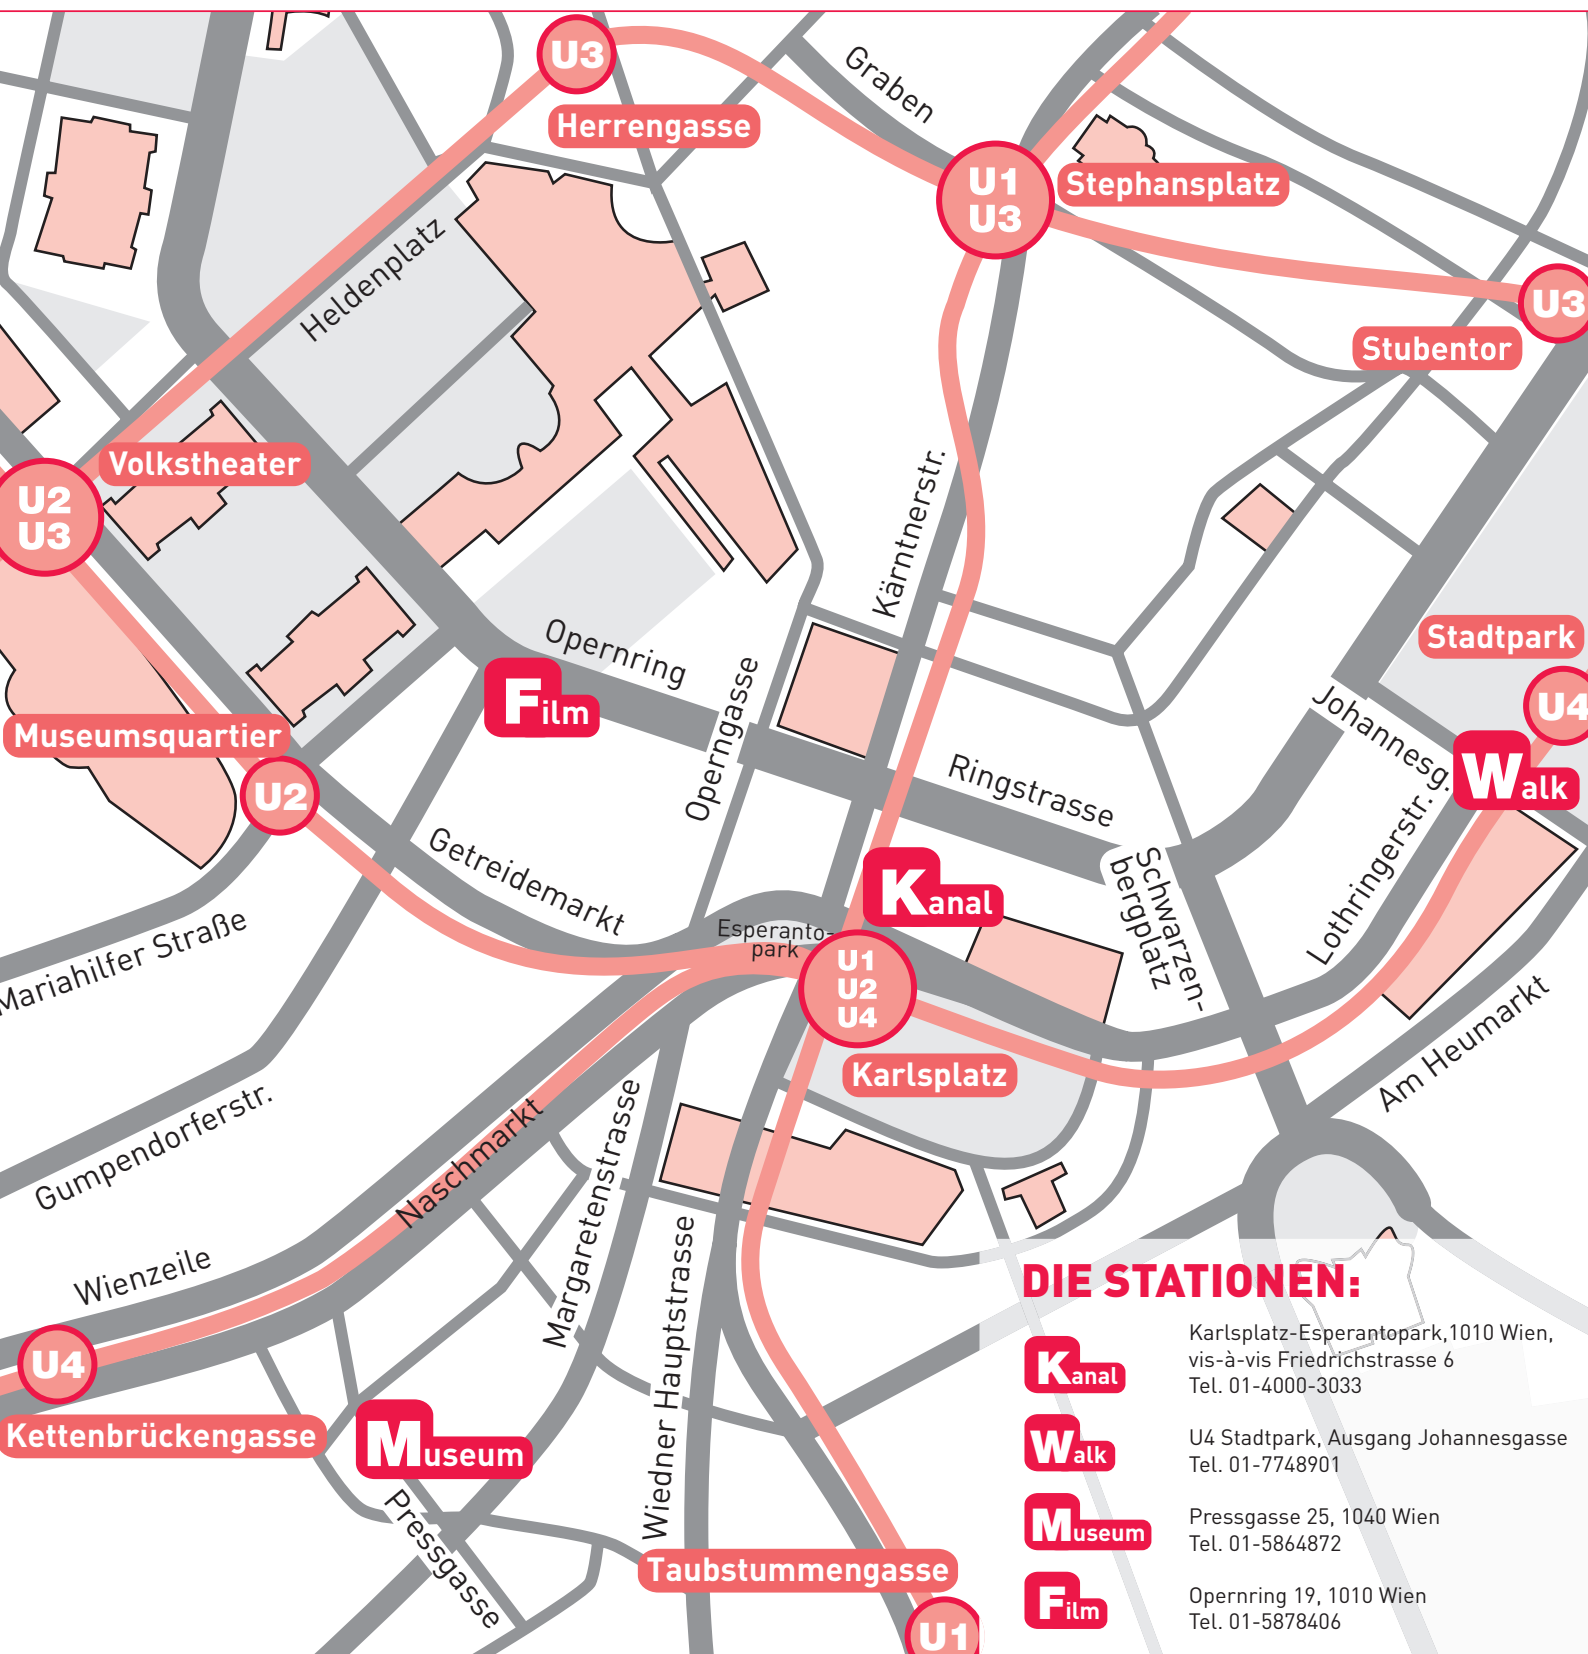 U3
Herrengasse
Graben
U1
U3
Stephansplatz
Heldenplatz
U3
Stubentor
Volkstheater
U2
U3
Kärntnerstr.
Opernring
Film
Operngasse
Stadtpark
U4
Johannesg.
Walk
Museumsquartier
U2
Ringstrasse
Getreidemarkt
Lothringerstr.
Schwarzen-
bergplatz
Kanal
Esperanto-
park
U1
U2
U4
Karlsplatz
Mariahilfer Straße
Am Heumarkt
Gumpendorferstr.
Naschmarkt
Margaretenstrasse
Wienzeile
Wiedner Hauptstrasse
U4
Kettenbrückengasse
Museum
Pressgasse
Taubstummengasse
U1
DIE STATIONEN:
Kanal
Karlsplatz-Esperantopark,1010 Wien,
vis-à-vis Friedrichstrasse 6
Tel. 01-4000-3033
Walk
U4 Stadtpark, Ausgang Johannesgasse
Tel. 01-7748901
Museum
Pressgasse 25, 1040 Wien
Tel. 01-5864872
Film
Opernring 19, 1010 Wien
Tel. 01-5878406